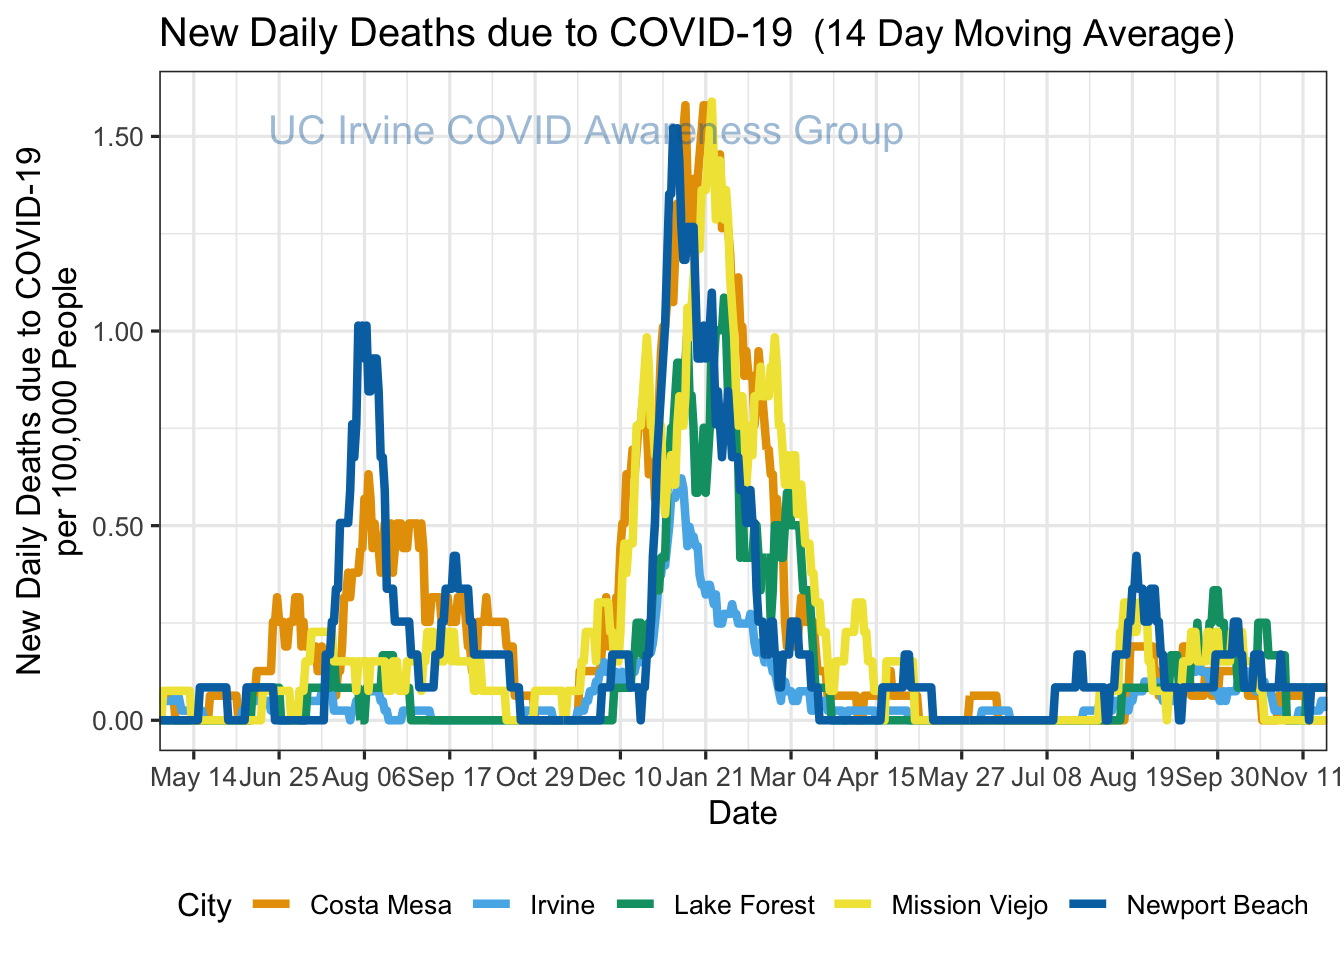 New Daily Deaths due to COVID-19 (14 Day Moving Average)
UC Irvine COVID Awareness Group
New Daily Deaths due to COVID-19
per 100,000 People
1.50
1.00
0.50
0.00
May 14 Jun 25 Aug 06 Sep 17 Oct 29 Dec 10 Jan 21 Mar 04 Apr 15 May 27 Jul 08 Aug 19 Sep 30 Nov 11
Date
City Costa Mesa Irvine Lake Forest Mission Viejo Newport Beach